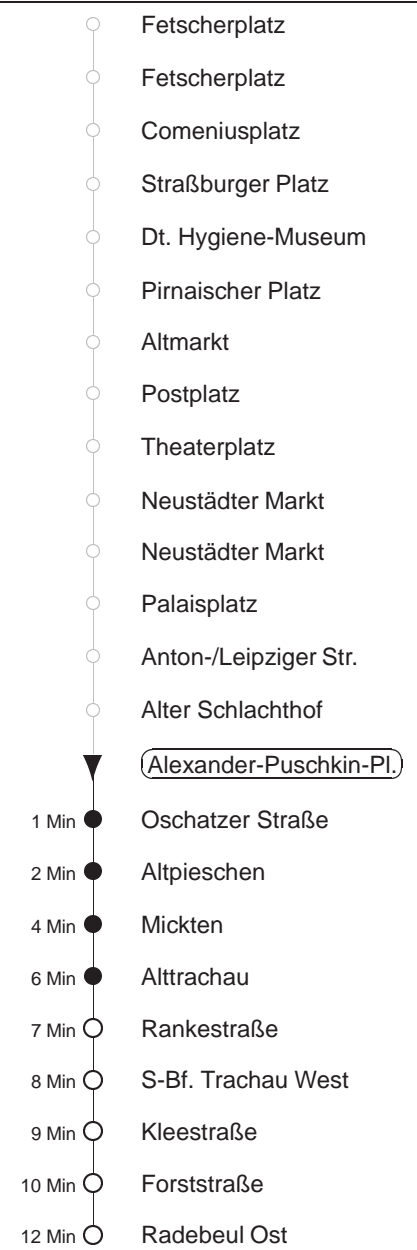 Fetscherplatz
Fetscherplatz
Comeniusplatz
Straßburger Platz
Dt. Hygiene-Museum
Pirnaischer Platz
Altmarkt
Postplatz
Theaterplatz
Neustädter Markt
Neustädter Markt
Palaisplatz
Anton-/Leipziger Str.
Alter Schlachthof
Alexander-Puschkin-Pl.
1 Min Oschatzer Straße
2 Min Altpieschen
4 Min Mickten
6 Min Alttrachau
7 Min Rankestraße
8 Min S-Bf. Trachau West
9 Min Kleestraße
10 Min Forststraße
12 Min Radebeul Ost